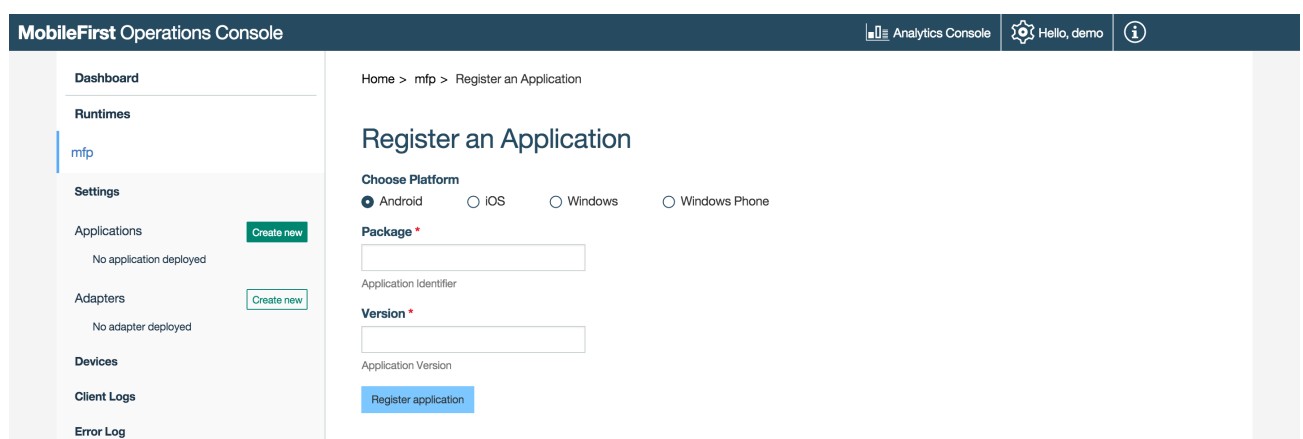 MobileFirst Operations Console
Analytics Console
Hello, demo
Dashboard
Runtimes
mfp
Settings
Applications Create new
No application deployed
Adapters Create new
No adapter deployed
Devices
Client Logs
Error Log
Home > mfp > Register an Application
Register an Application
Choose Platform
Android iOS Windows Windows Phone
Package *
Application Identifier
Version *
Application Version
Register application